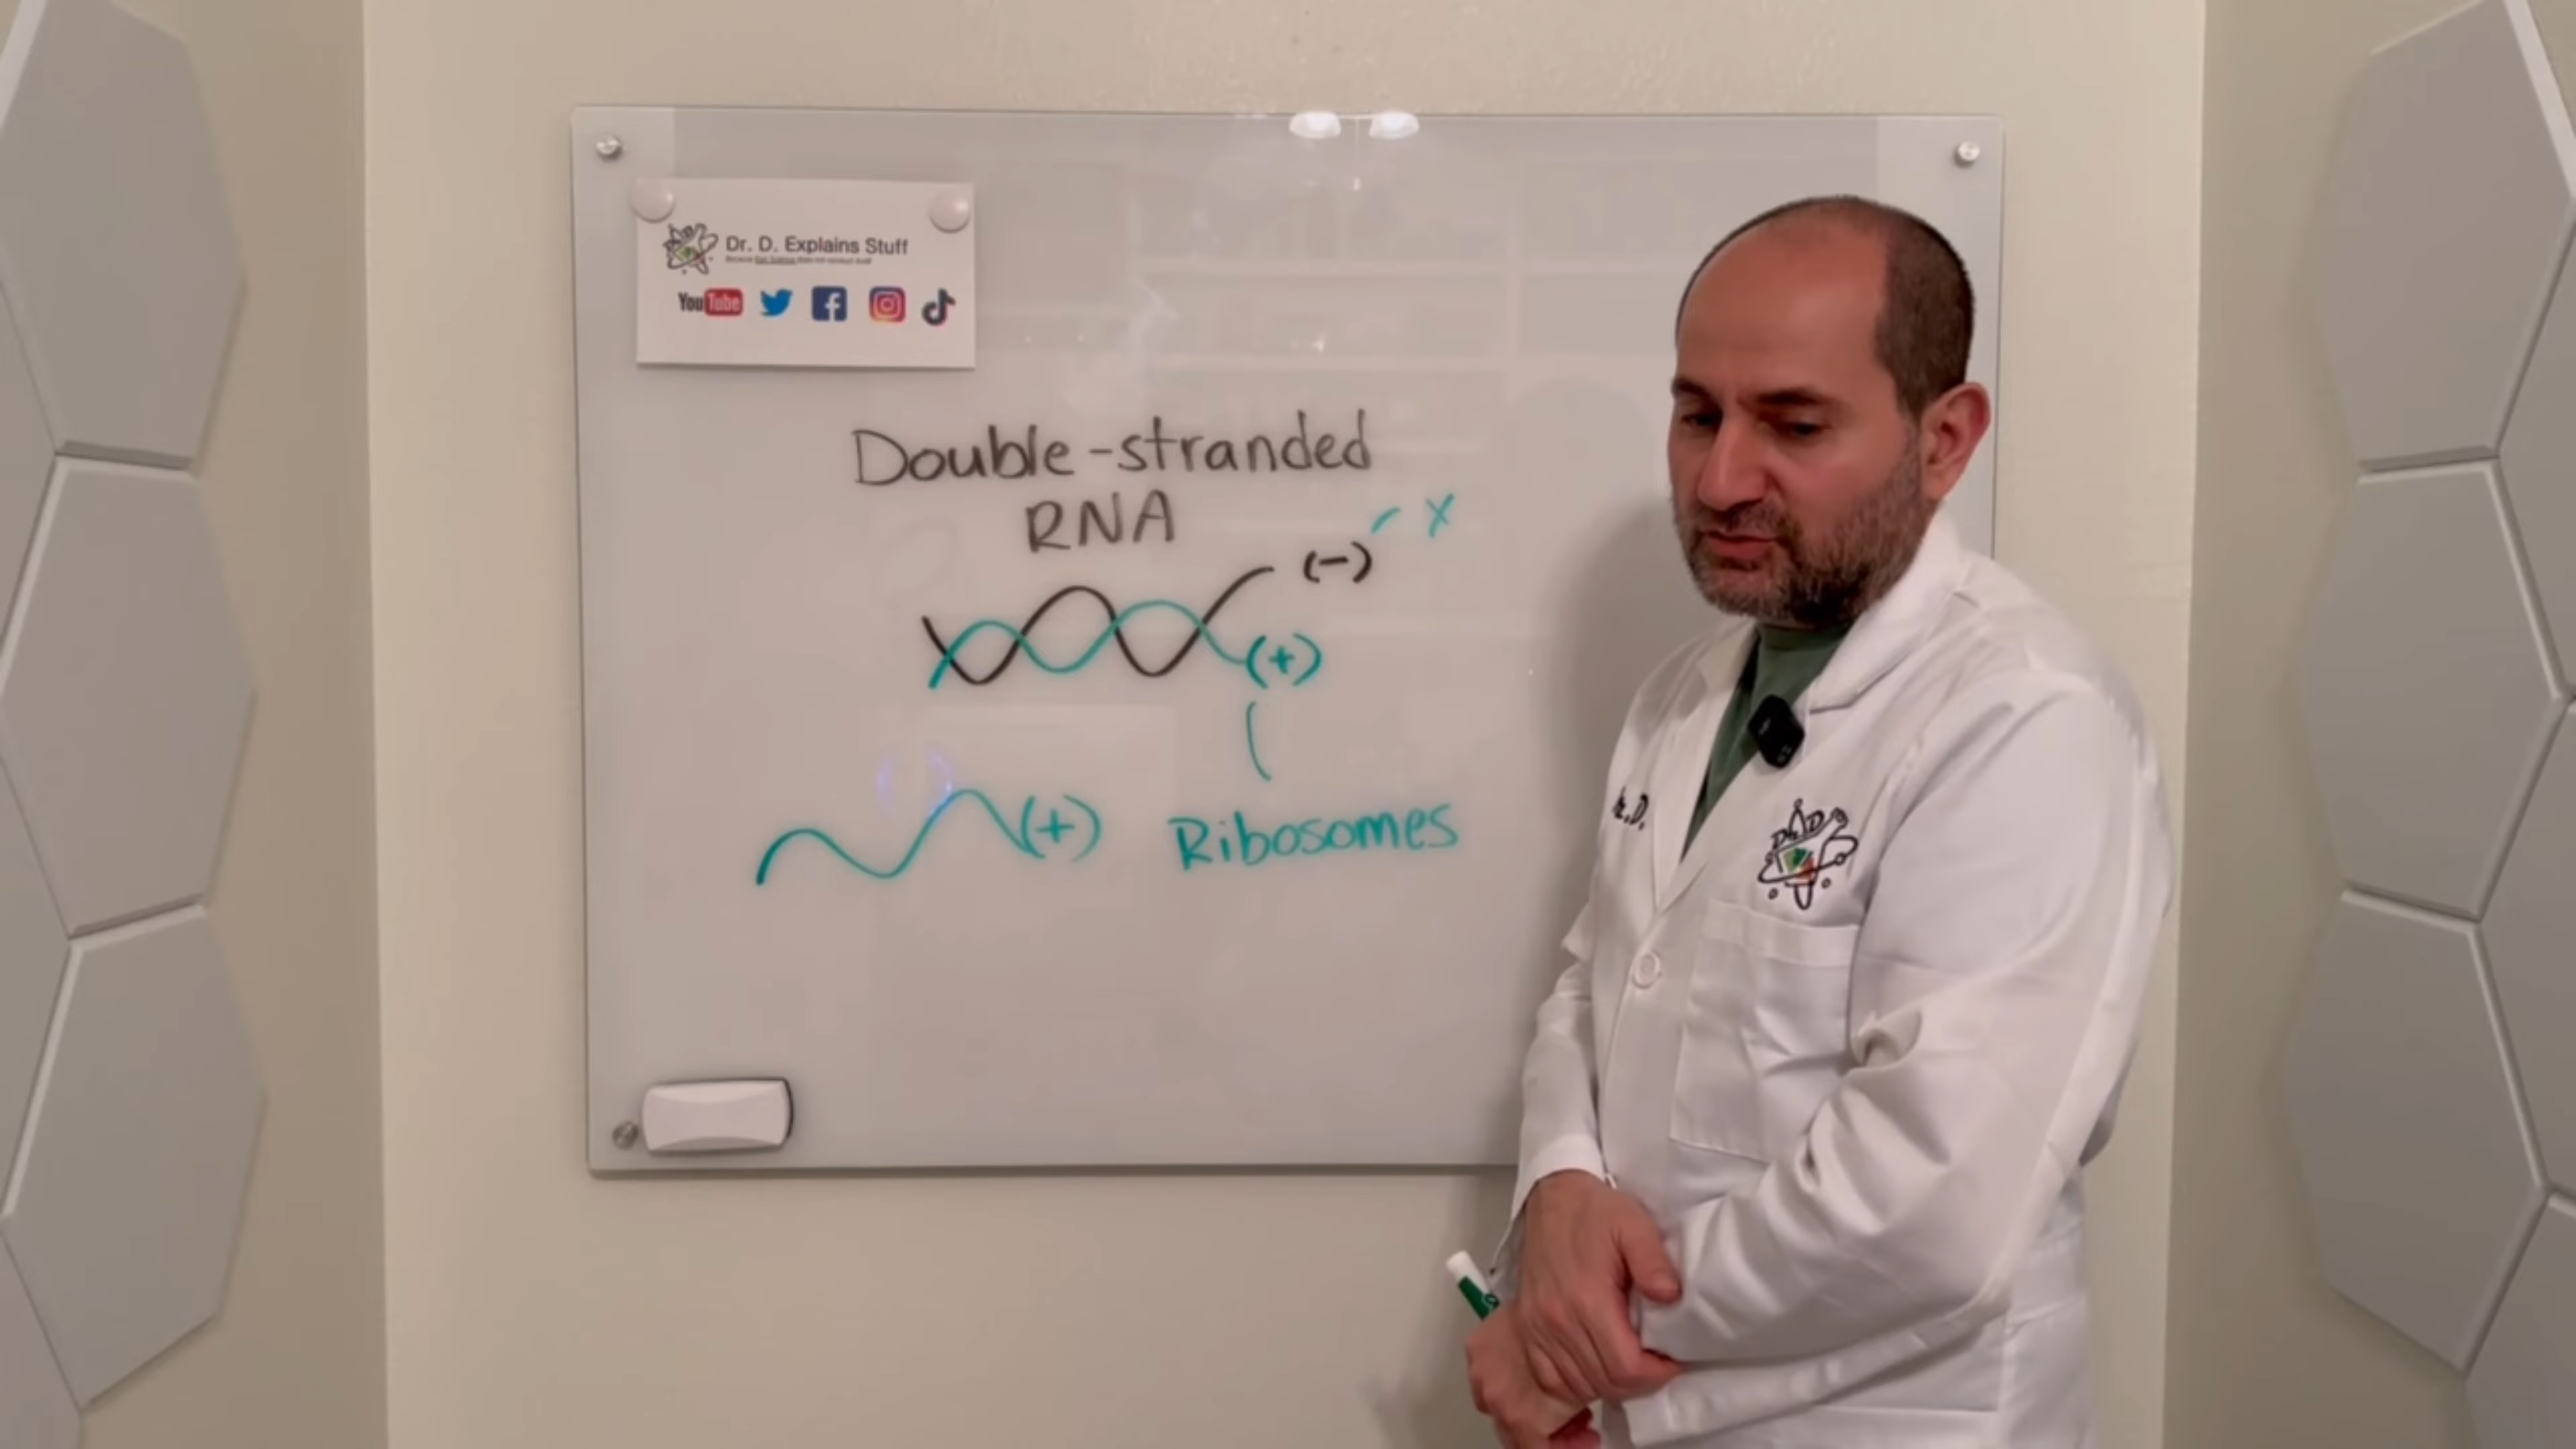 Dr. D. Explains Stuff
YouTube
Double-stranded
RNA
(-) x
(+)
(+) Ribosomes
r. D.